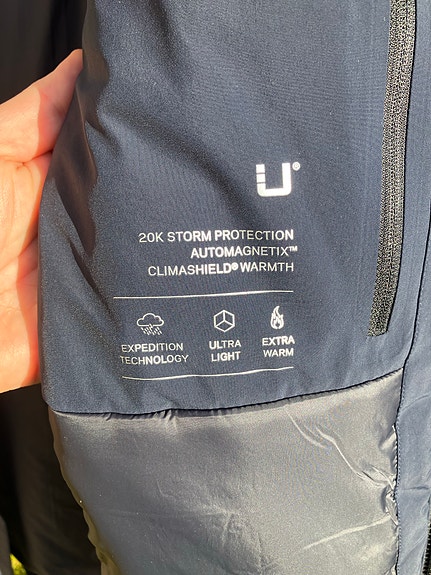 U®
20K STORM PROTECTION
AUTOMAGNETIX™
CLIMASHIELD® WARMTH
EXPEDITION
TECHNOLOGY
ULTRA
LIGHT
EXTRA
WARM